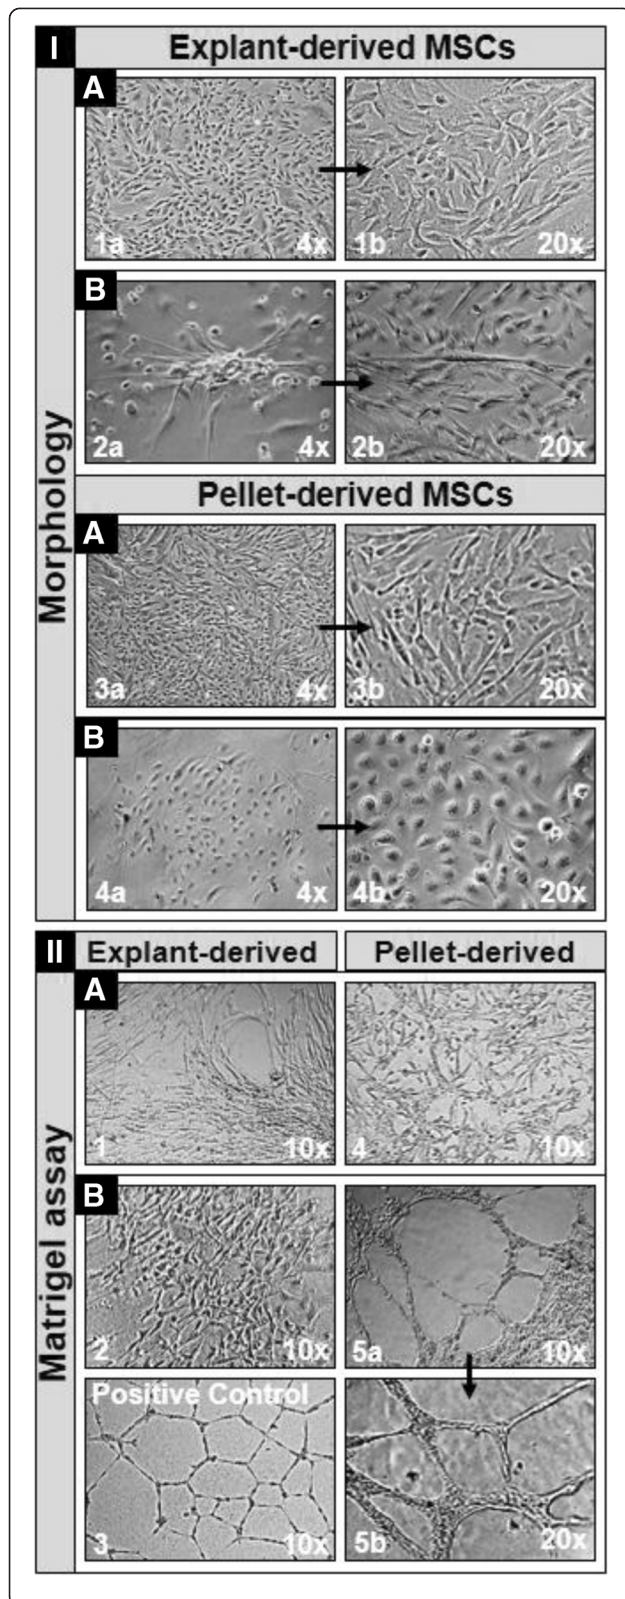 I Explant-derived MSCs
A
1a 4x 1b 20x
B
2a 4x 2b 20x
Morphology
Pellet-derived MSCs
A
3a 4x 3b 20x
B
4a 4x 4b 20x
II Explant-derived Pellet-derived
A
1 10x 4 10x
Matrigel assay
B
2 10x 5a 10x
Positive Control
3 10x 5b 20x